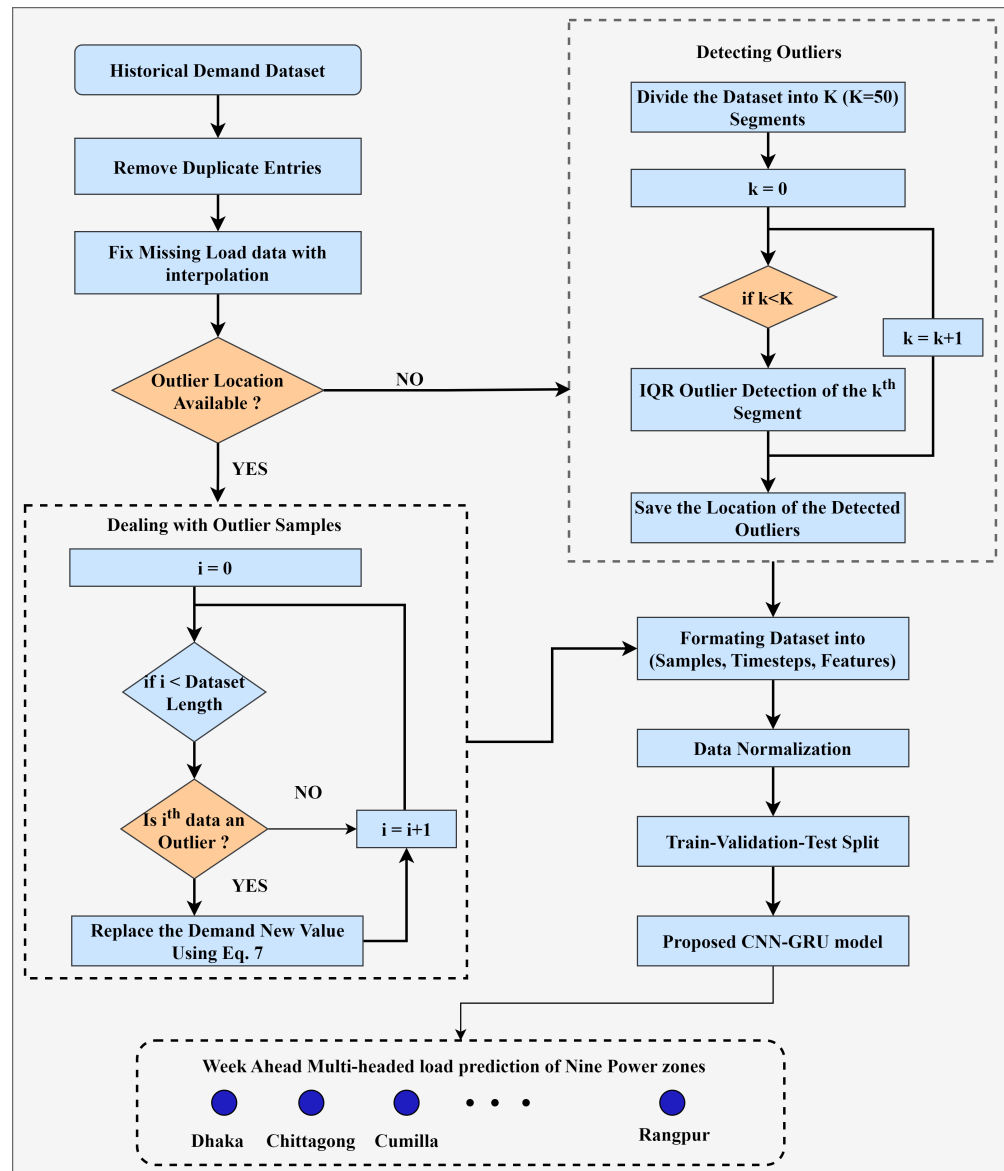 Historical Demand Dataset
Remove Duplicate Entries
Fix Missing Load data with
interpolation
Outlier Location
Available ?
NO
YES
Detecting Outliers
Divide the Dataset into K (K=50)
Segments
k = 0
if k<K
k = k+1
IQR Outlier Detection of the kth
Segment
Save the Location of the Detected
Outliers
Dealing with Outlier Samples
i = 0
if i < Dataset
Length
Is ith data an
Outlier ?
NO
i = i+1
YES
Replace the Demand New Value
Using Eq. 7
Formating Dataset into
(Samples, Timesteps, Features)
Data Normalization
Train-Validation-Test Split
Proposed CNN-GRU model
Week Ahead Multi-headed load prediction of Nine Power zones
Dhaka
Chittagong
Cumilla
• • •
Rangpur